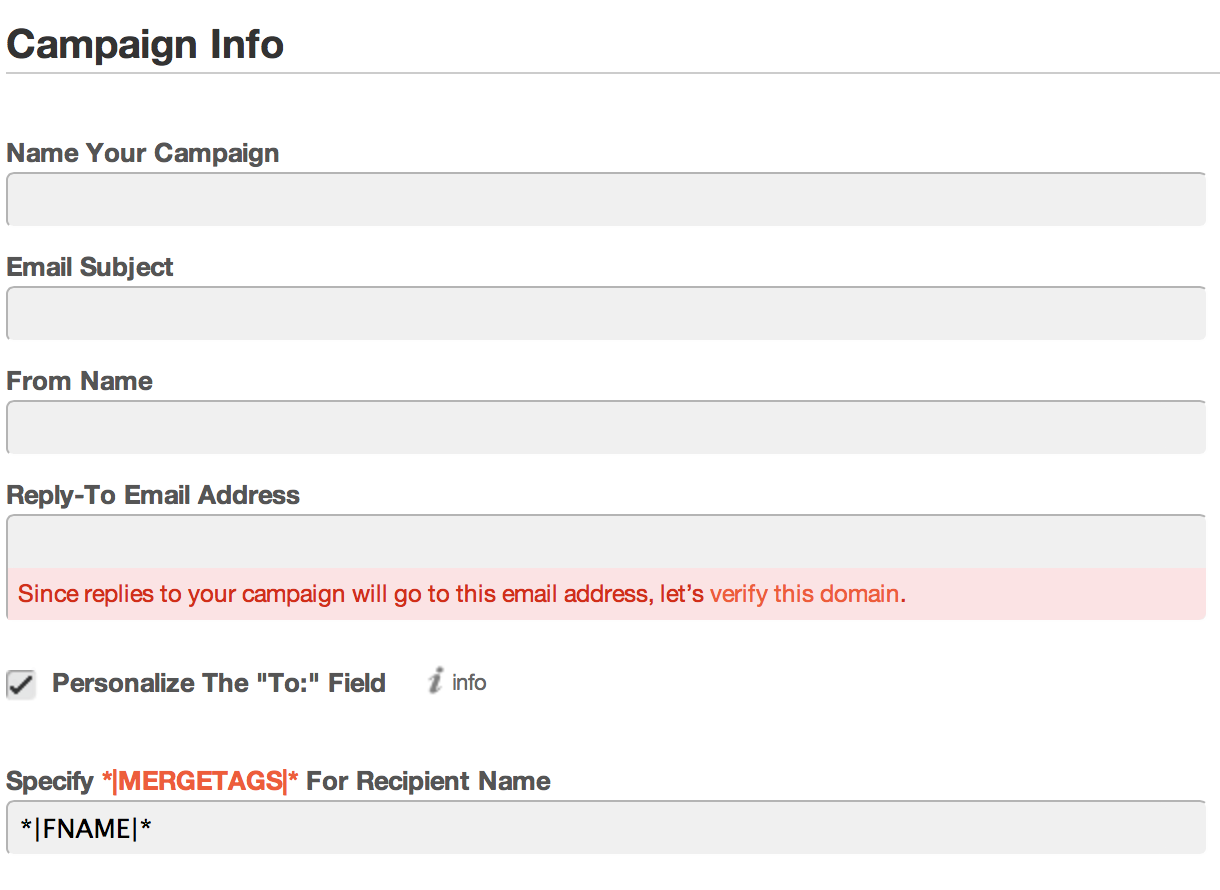 Campaign Info
Name Your Campaign
Email Subject
From Name
Reply-To Email Address
Since replies to your campaign will go to this email address, let’s verify this domain.
Personalize The "To:" Field i info
Specify *|MERGETAGS|* For Recipient Name
*|FNAME|*